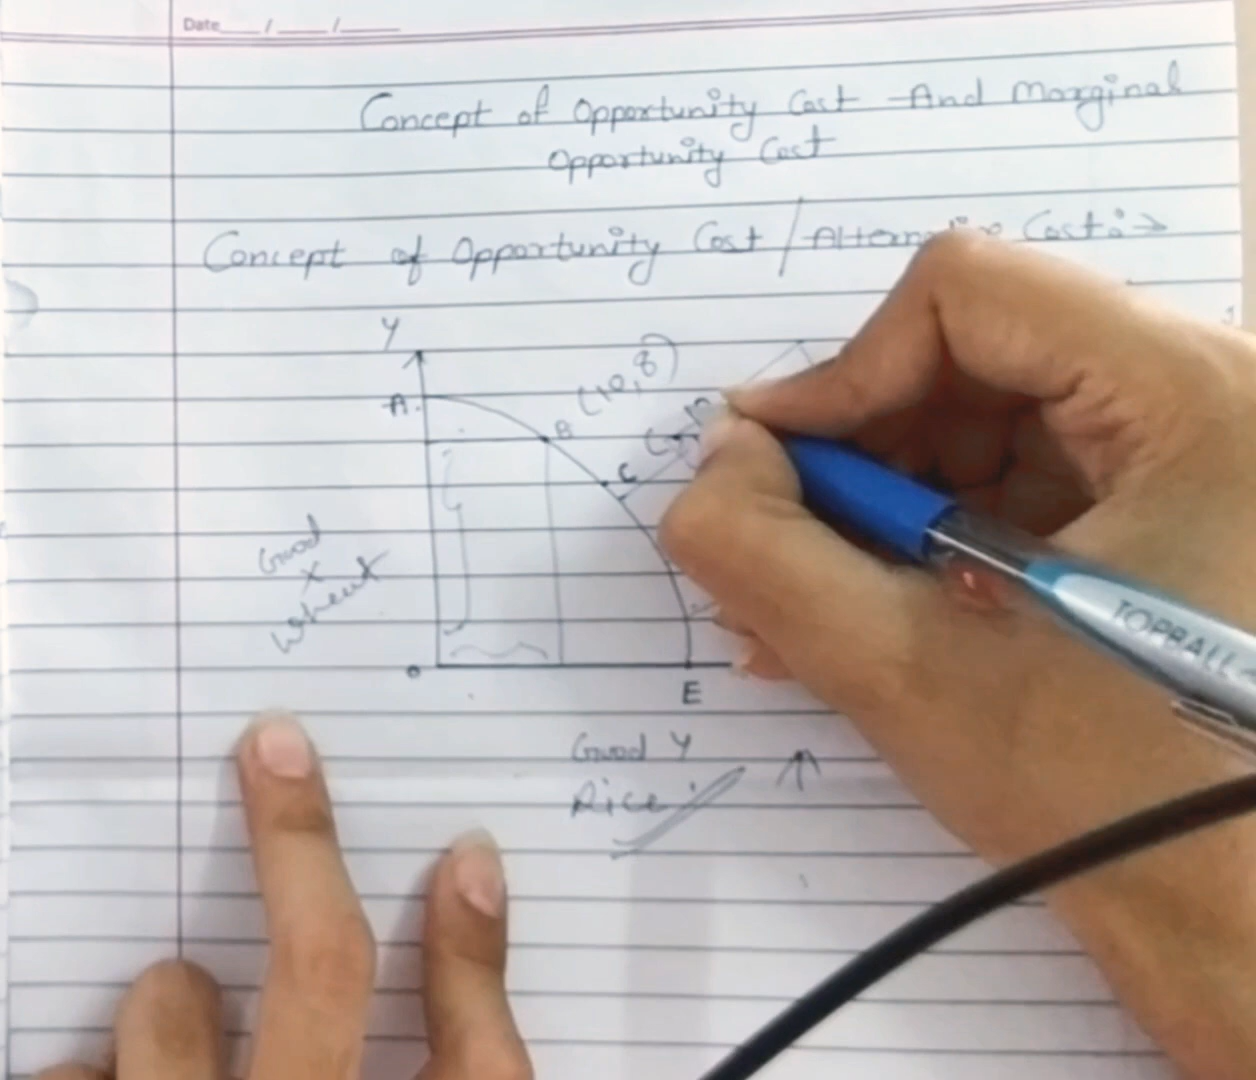 Date / /
Concept of Opportunity Cost And Marginal
Opportunity Cost
Concept of Opportunity Cost / Cost :→
Y
A.
(10,8)
B
C
Good
X
Wheat
o
E
Good Y
Rice
TOPBALL